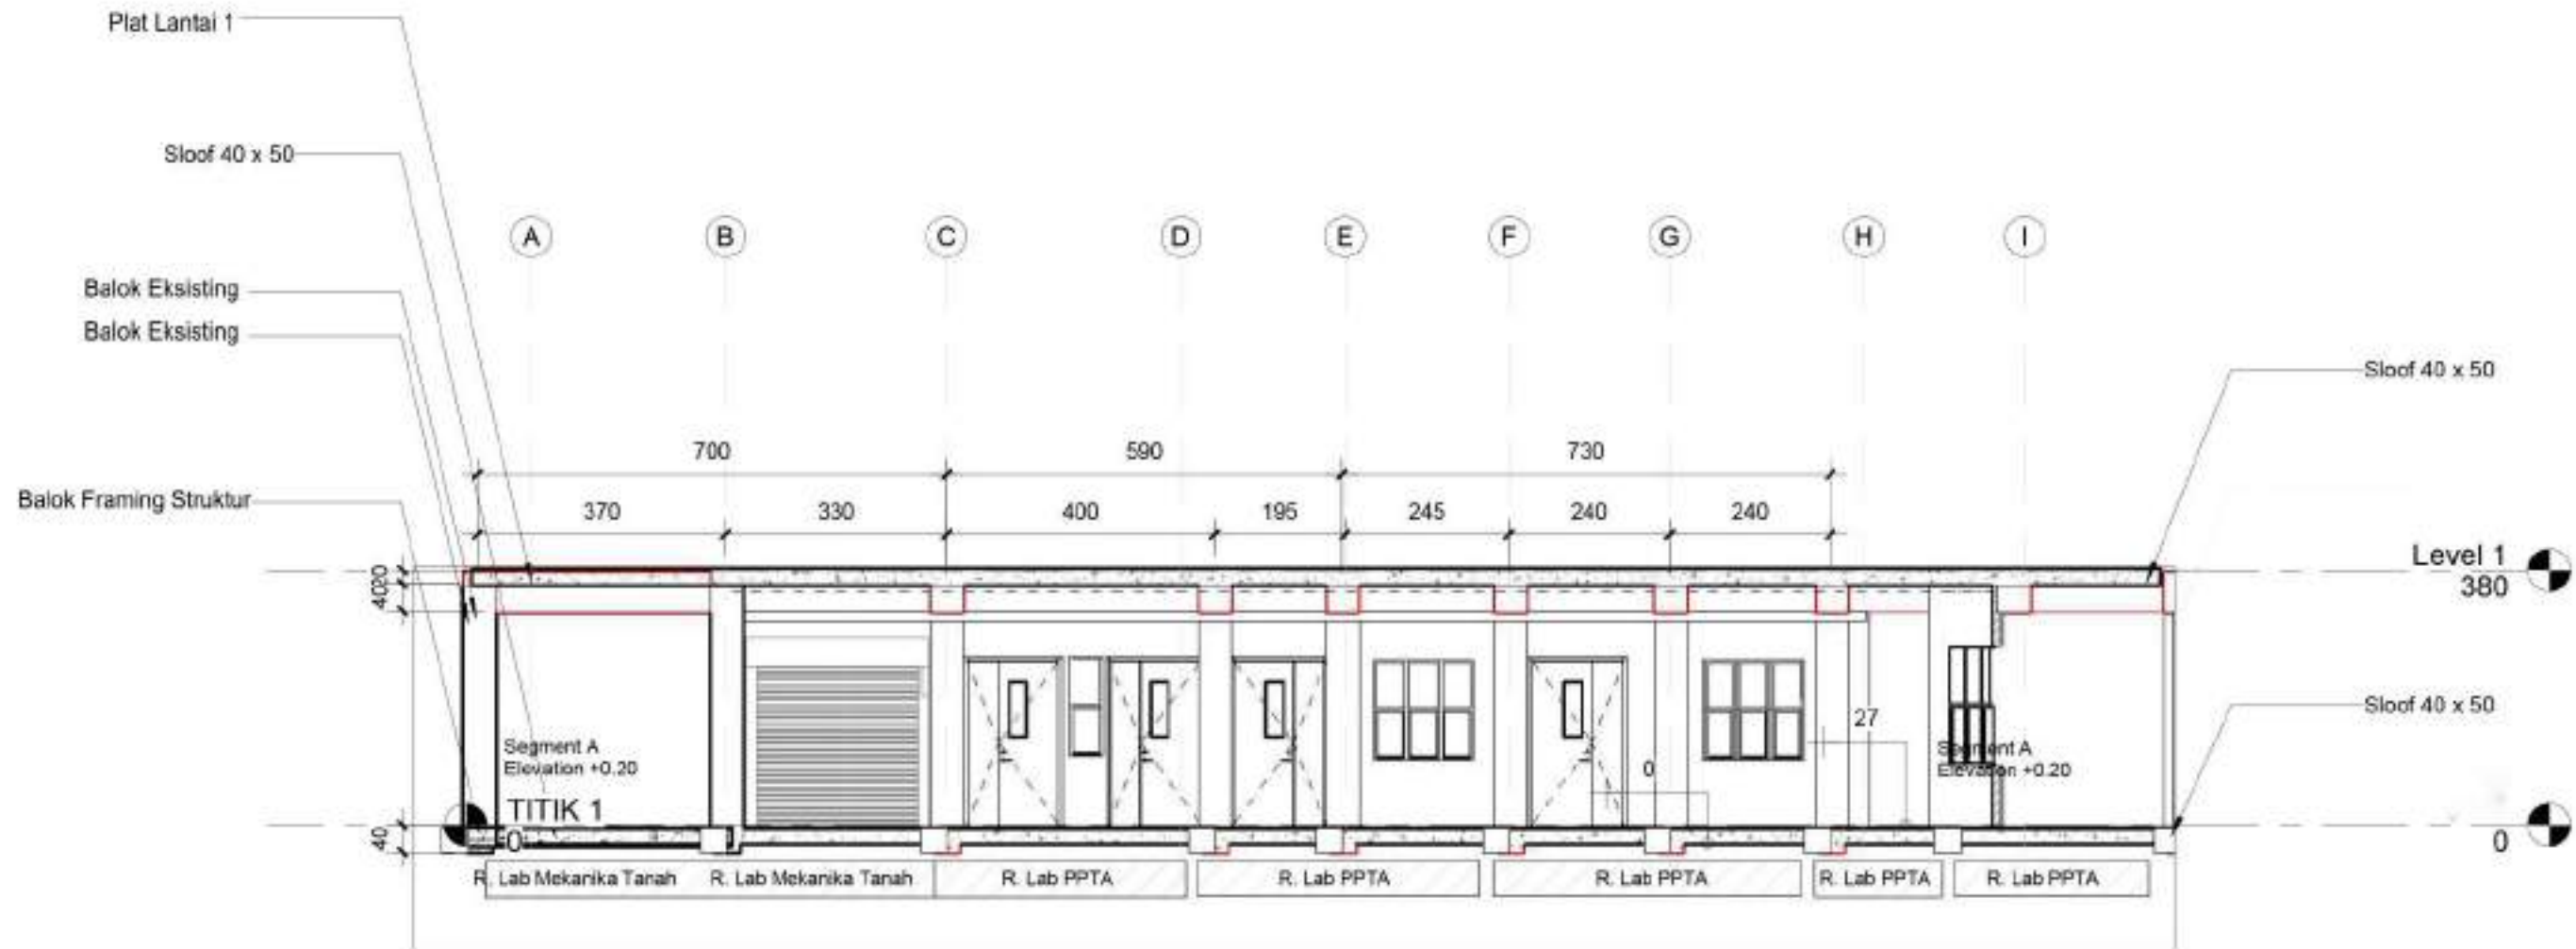 Plat Lantai 1
Sloof 40 x 50
A B C D E F G H I
Balok Eksisting
Balok Eksisting
Sloof 40 x 50
700 590 730
Balok Framing Struktur
370 330 400 195 245 240 240
Level 1
380
4020
Sloof 40 x 50
27
Segment A
Elevation +0.20
Segment A
Elevation +0.20
0
TITIK 1
0
40
0
R. Lab Mekanika Tanah R. Lab Mekanika Tanah R. Lab PPTA R. Lab PPTA R. Lab PPTA R. Lab PPTA R. Lab PPTA